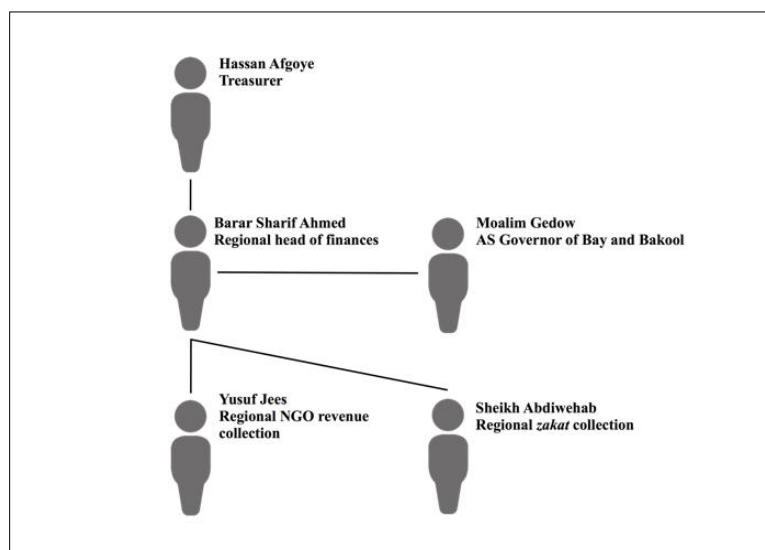 Hassan Afgoye
Treasurer
Barar Sharif Ahmed
Regional head of finances
Moalim Gedow
AS Governor of Bay and Bakool
Yusuf Jees
Regional NGO revenue
collection
Sheikh Abdiwehab
Regional zakat collection